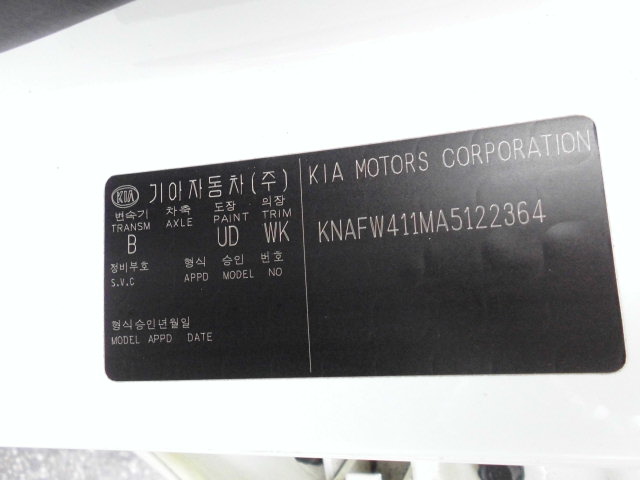 KIA 기아자동차(주)
변속기 차축 도장 의장
TRANSM AXLE PAINT TRIM
B UD WK
정비부호 형식 승인 번호
S.V.C APPD MODEL NO
형식승인년월일
MODEL APPD DATE
KIA MOTORS CORPORATION
KNAFW411MA5122364